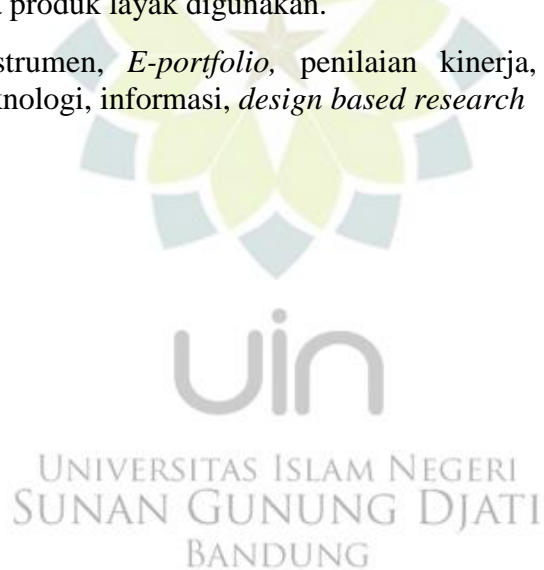 produk layak digunakan.
strumen, E-portfolio, penilaian kinerja,
knologi, informasi, design based research
uin
UNIVERSITAS ISLAM NEGERI
SUNAN GUNUNG DJATI
BANDUNG